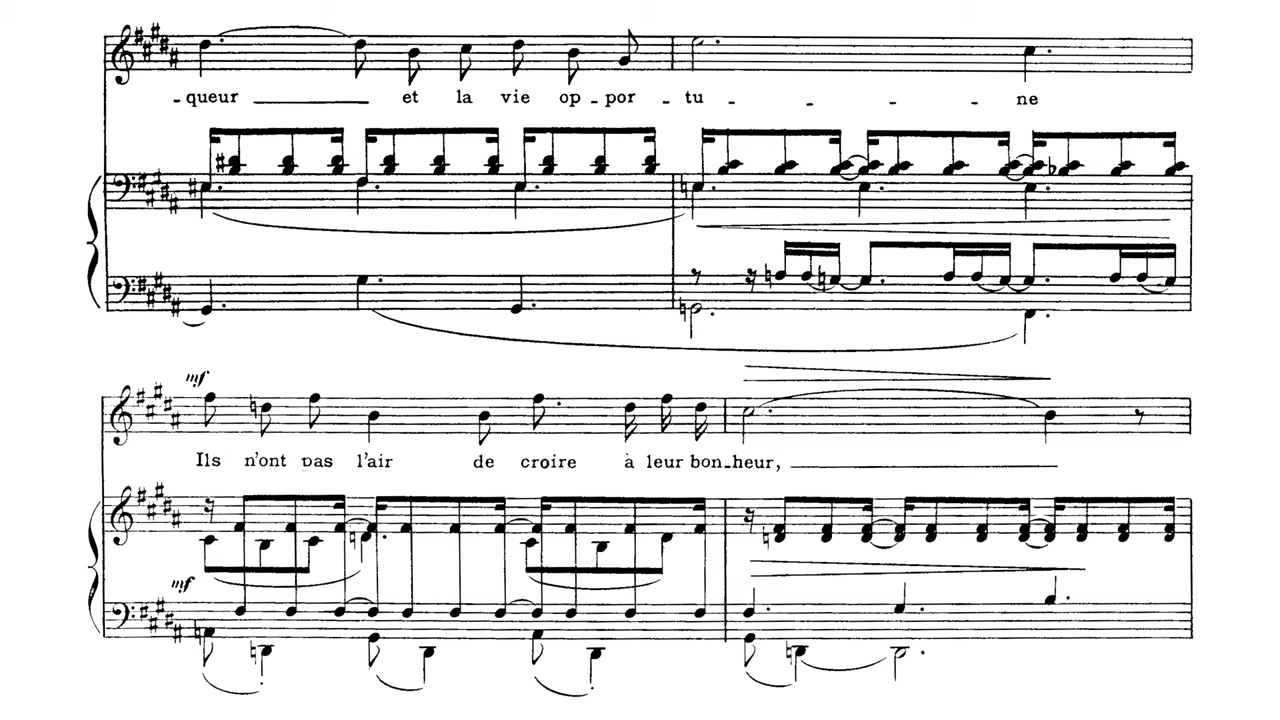 -queur et la vie op-por-tu - - - ne
mf
Ils n'ont pas l'air de croire à leur bon-heur,
mf